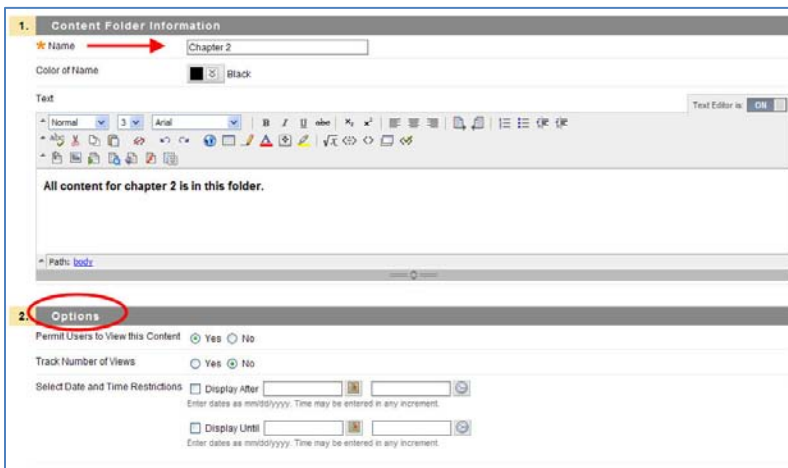 1. Content Folder Information
* Name Chapter 2
Color of Name Black
Text
Text Editor is: ON
Normal 3 Arial B I U abc
All content for chapter 2 is in this folder.
Path: body
2. Options
Permit Users to View this Content Yes No
Track Number of Views Yes No
Select Date and Time Restrictions Display After
Enter dates as mm/dd/yyyy. Time may be entered in any increment.
Display Until
Enter dates as mm/dd/yyyy. Time may be entered in any increment.